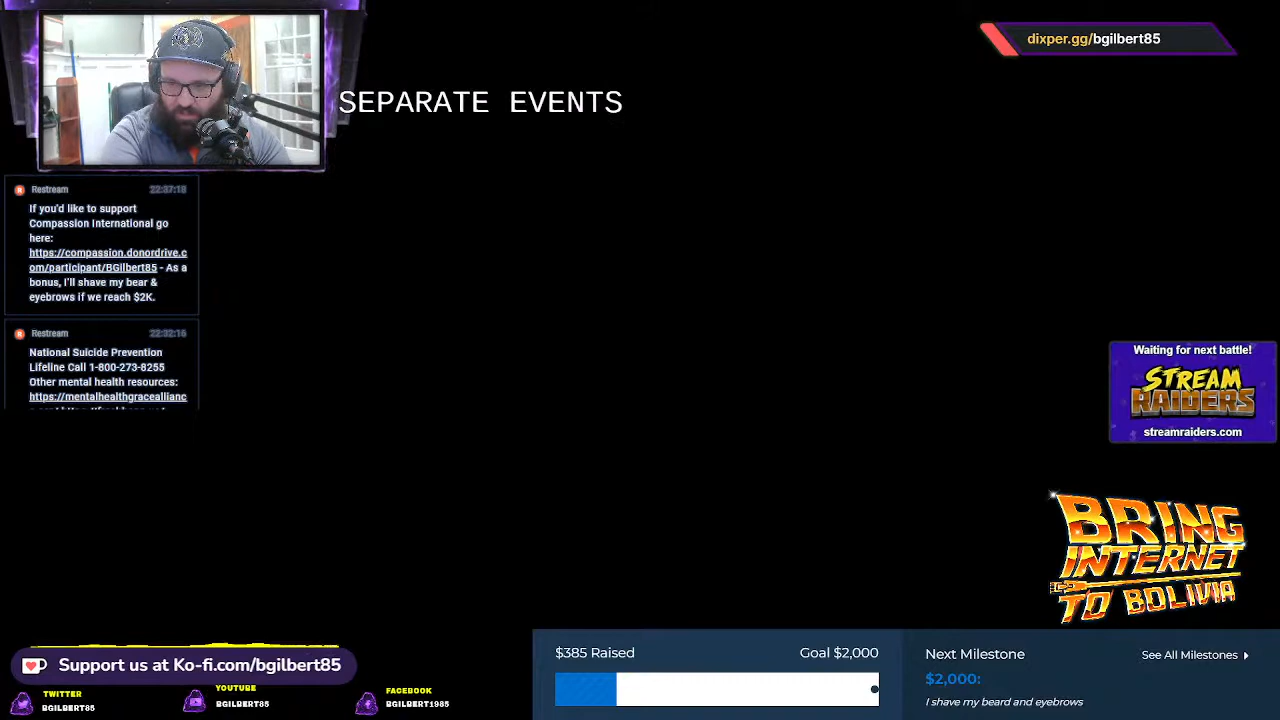 dixper.gg/bgilbert85
SEPARATE EVENTS
Restream 22:37:18
If you'd like to support
Compassion International go
here:
https://compassion.donordrive.c
om/participant/BGilbert85 - As a
bonus, I'll shave my bear &
eyebrows if we reach $2K.
Restream 22:32:16
National Suicide Prevention
Lifeline Call 1-800-273-8255
Other mental health resources:
https://mentalhealthgracealliance
Waiting for next battle!
STREAM
RAIDERS
streamraiders.com
BRING
INTERNET
TO BOLIVIA
Support us at Ko-fi.com/bgilbert85
TWITTER
BGILBERT85
YOUTUBE
BGILBERT85
FACEBOOK
BGILBERT1985
$385 Raised
Goal $2,000
Next Milestone
See All Milestones
$2,000:
I shave my beard and eyebrows